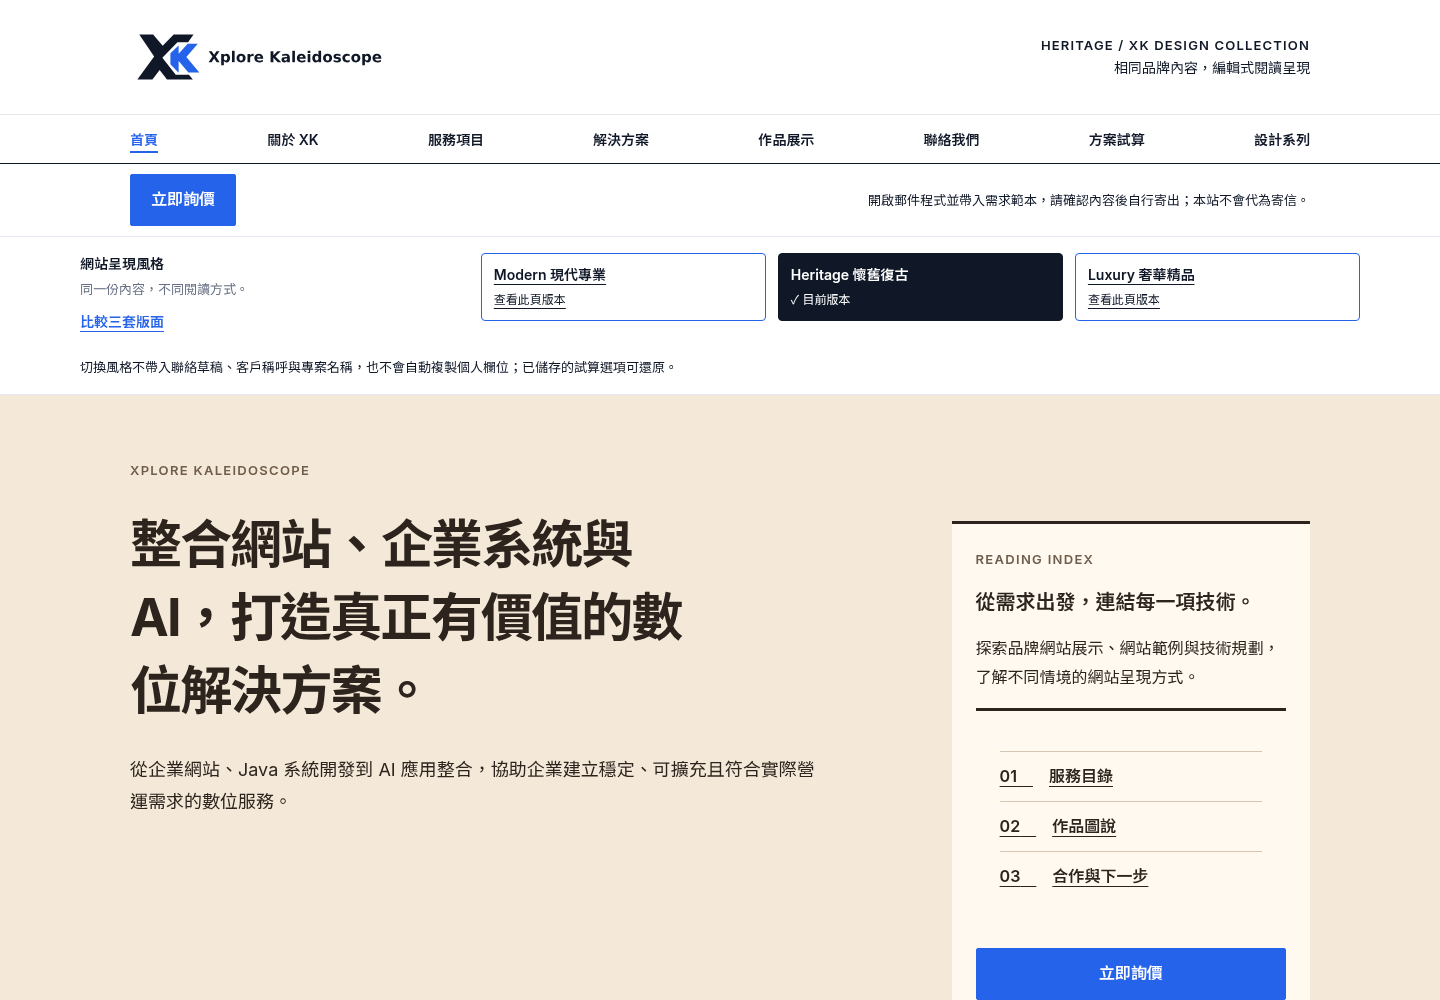 XK Xplore Kaleidoscope
HERITAGE / XK DESIGN COLLECTION
相同品牌內容，編輯式閱讀呈現
首頁
關於 XK
服務項目
解決方案
作品展示
聯絡我們
方案試算
設計系列
立即詢價
開啟郵件程式並帶入需求範本，請確認內容後自行寄出；本站不會代為寄信。
網站呈現風格
同一份內容，不同閱讀方式。
比較三套版面
Modern 現代專業
查看此頁版本
Heritage 懷舊復古
✓ 目前版本
Luxury 奢華精品
查看此頁版本
切換風格不帶入聯絡草稿、客戶稱呼與專案名稱，也不會自動複製個人欄位；已儲存的試算選項可還原。
XPLORE KALEIDOSCOPE
整合網站、企業系統與
AI，打造真正有價值的數
位解決方案。
從企業網站、Java 系統開發到 AI 應用整合，協助企業建立穩定、可擴充且符合實際營
運需求的數位服務。
READING INDEX
從需求出發，連結每一項技術。
探索品牌網站展示、網站範例與技術規劃，
了解不同情境的網站呈現方式。
01 服務目錄
02 作品圖說
03 合作與下一步
立即詢價